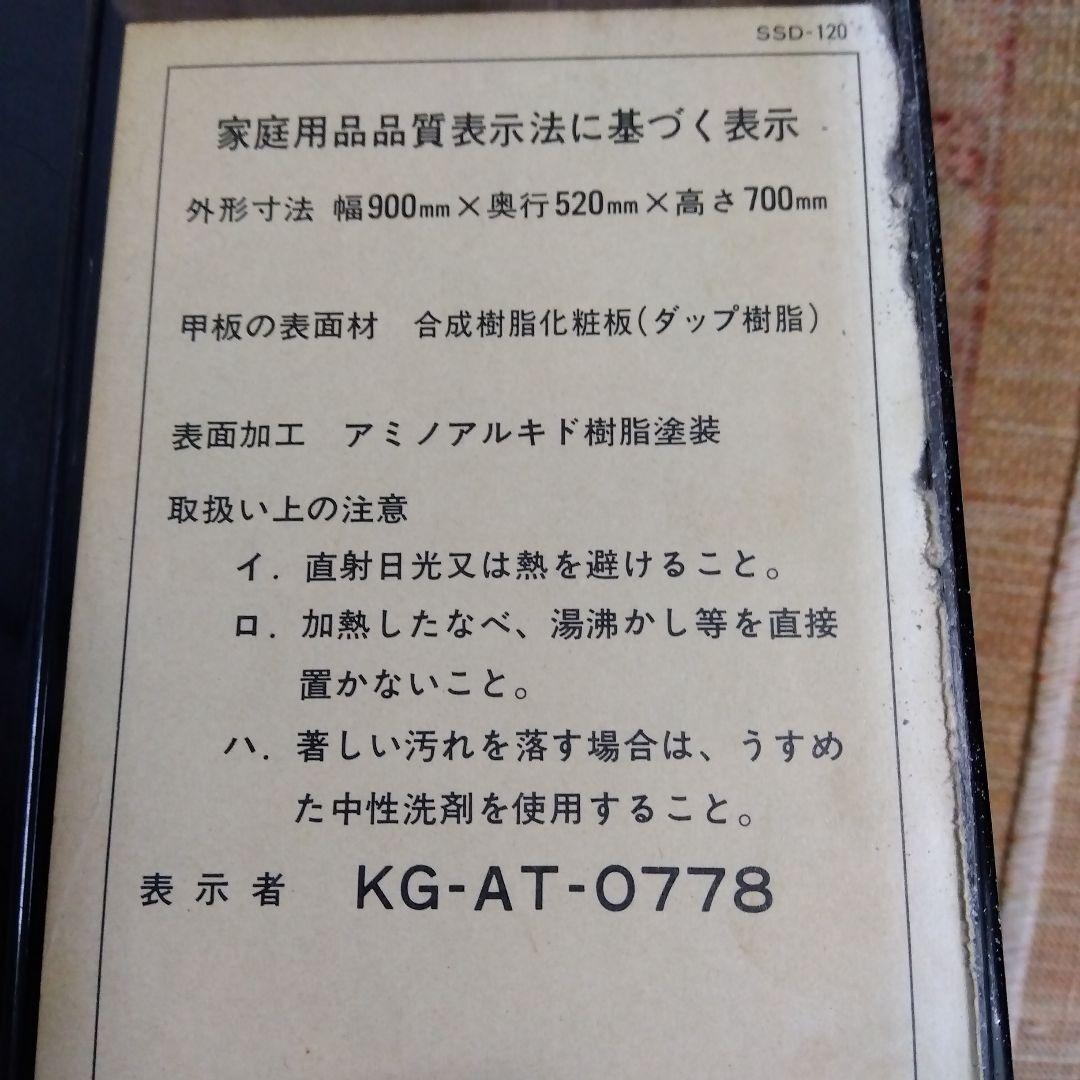 SSD-120
家庭用品品質表示法に基づく表示
外形寸法 幅900mm×奥行520mm×高さ700mm
甲板の表面材 合成樹脂化粧板(ダップ樹脂)
表面加工 アミノアルキド樹脂塗装
取扱い上の注意
イ. 直射日光又は熱を避けること。
ロ. 加熱したなべ、湯沸かし等を直接
置かないこと。
ハ. 著しい汚れを落す場合は、うすめ
た中性洗剤を使用すること。
表示者 KG-AT-0778